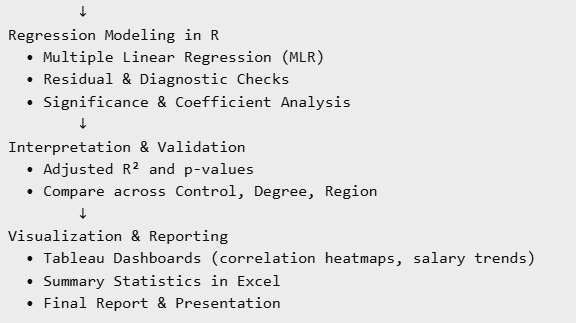 ↓
Regression Modeling in R
• Multiple Linear Regression (MLR)
• Residual & Diagnostic Checks
• Significance & Coefficient Analysis
↓
Interpretation & Validation
• Adjusted R² and p-values
• Compare across Control, Degree, Region
↓
Visualization & Reporting
• Tableau Dashboards (correlation heatmaps, salary trends)
• Summary Statistics in Excel
• Final Report & Presentation